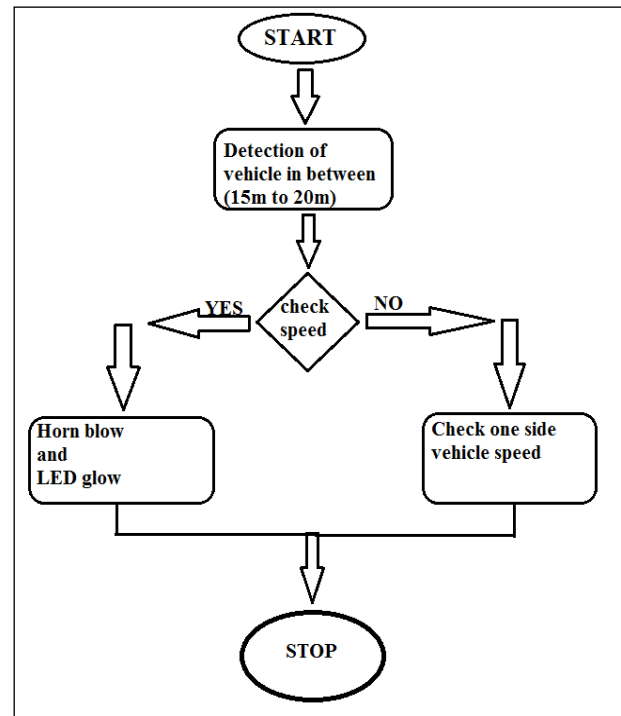 START
Detection of
vehicle in between
(15m to 20m)
YES
check
speed
NO
Horn blow
and
LED glow
Check one side
vehicle speed
STOP